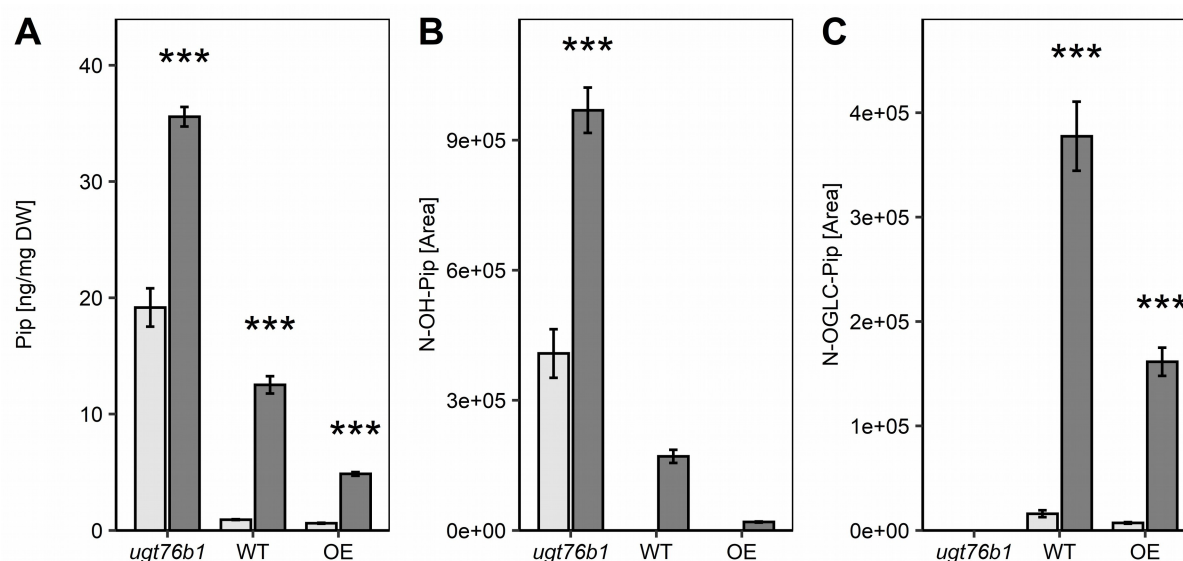 A
Pip [ng/mg DW]
40
30
20
10
0
***
***
***
ugt76b1
WT
OE
B
N-OH-Pip [Area]
9e+05
6e+05
3e+05
0e+00
***
ugt76b1
WT
OE
C
N-OGLC-Pip [Area]
4e+05
3e+05
2e+05
1e+05
0e+00
***
***
ugt76b1
WT
OE